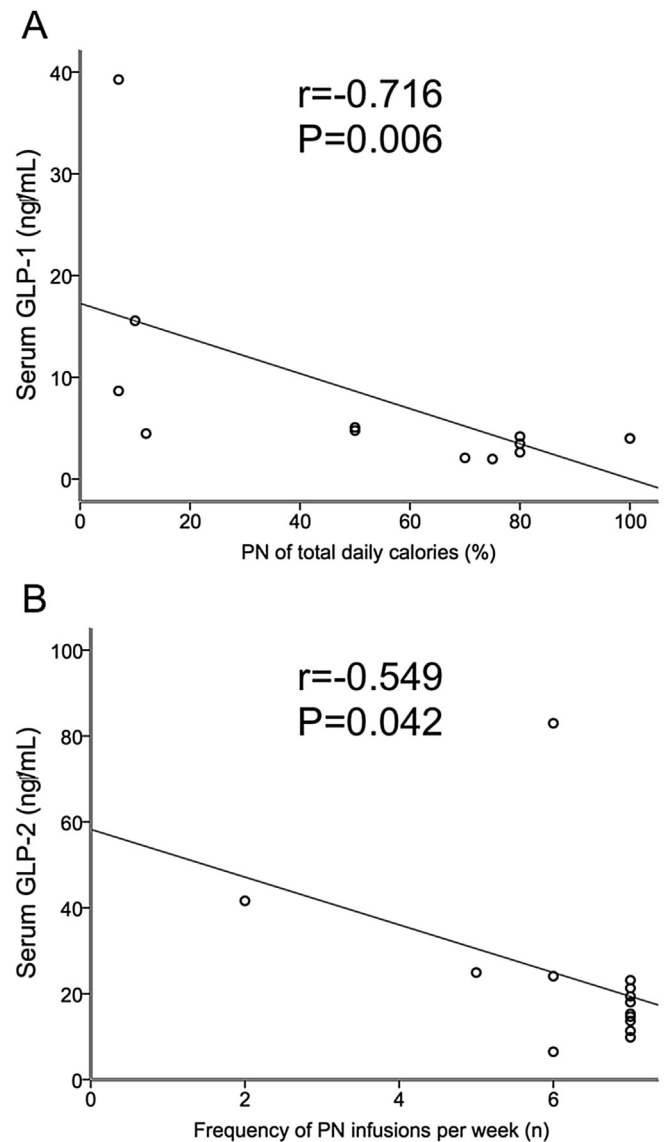 A
r=-0.716
P=0.006
Serum GLP-1 (ng/mL)
40
30
20
10
0
0 20 40 60 80 100
PN of total daily calories (%)
B
r=-0.549
P=0.042
Serum GLP-2 (ng/mL)
100
80
60
40
20
0
0 2 4 6
Frequency of PN infusions per week (n)